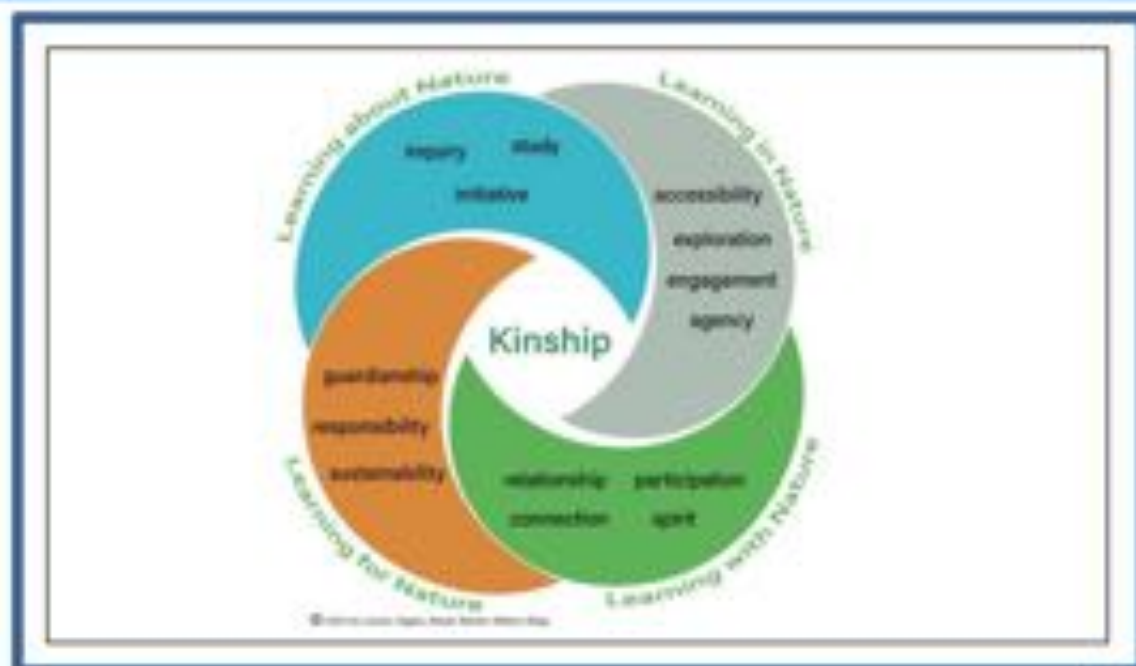 Learning about Nature
inquiry study
initiative
Learning in Nature
accessibility
exploration
engagement
agency
Kinship
guardianship
responsibility
sustainability
Learning for Nature
relationship participation
connection spirit
Learning with Nature
©